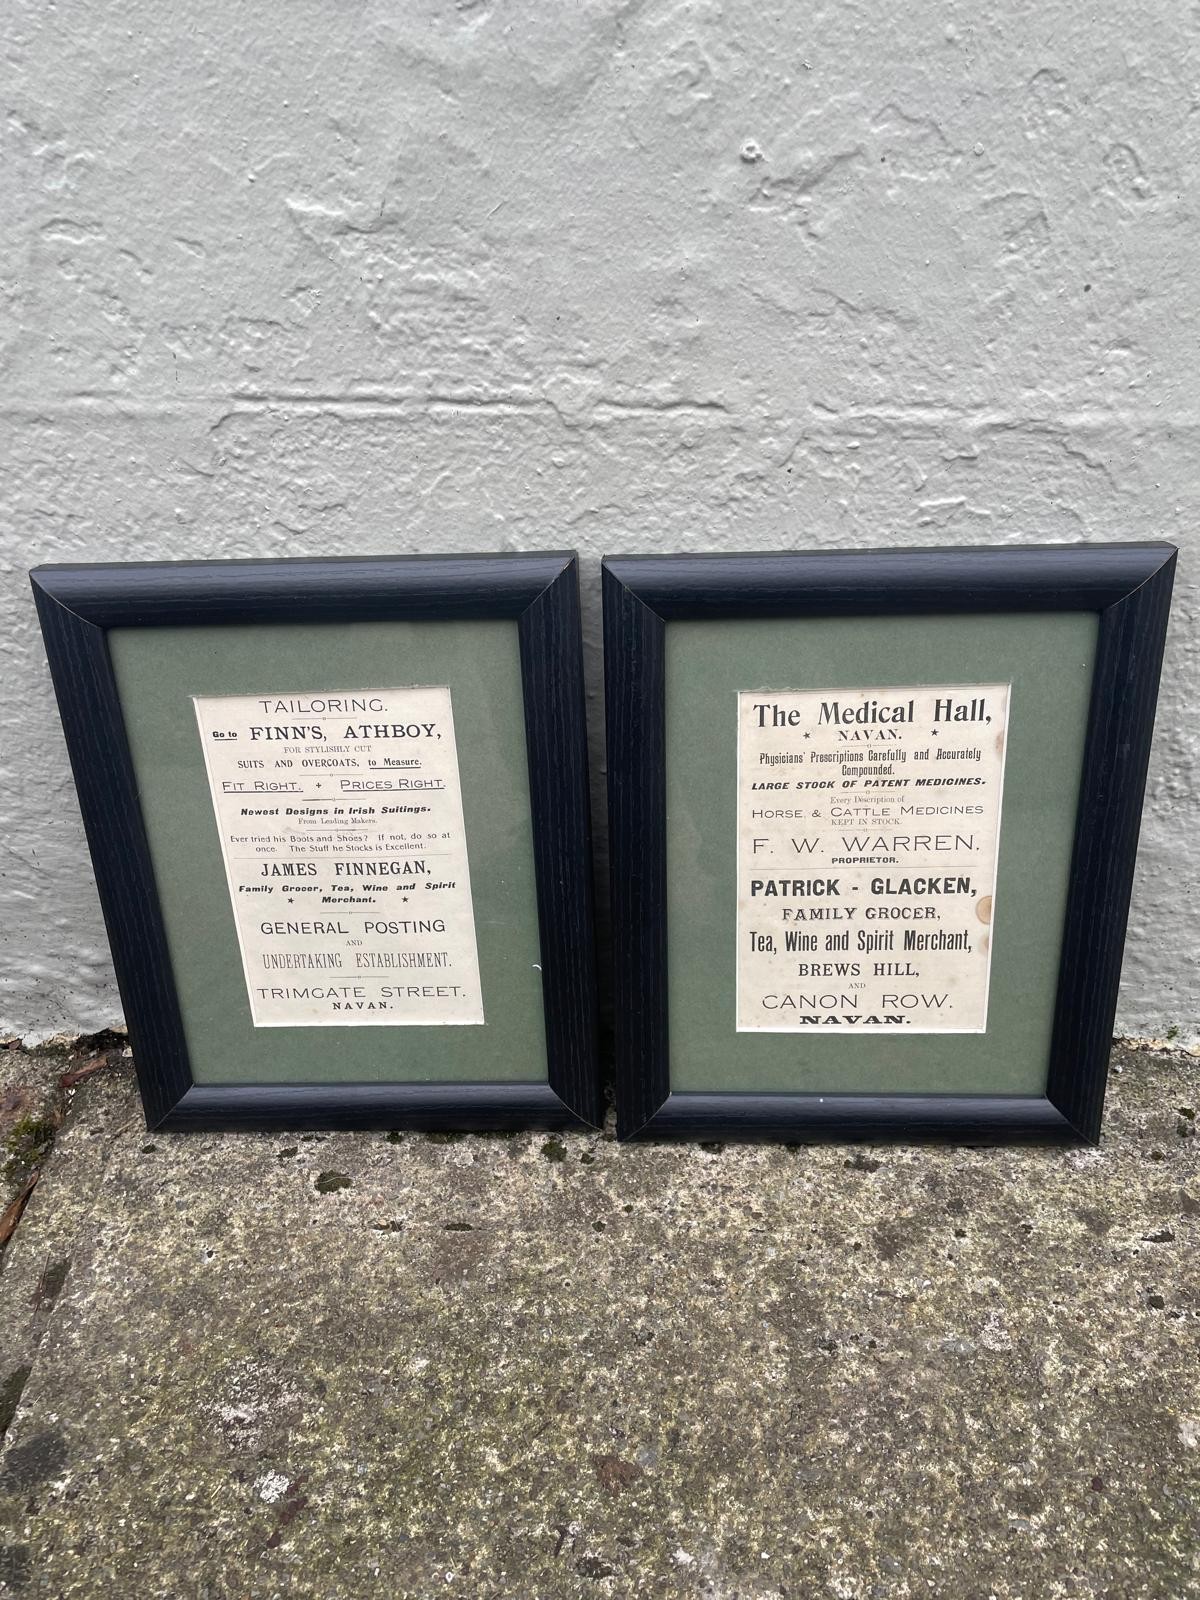 TAILORING.
Go to FINN'S, ATHBOY,
FOR STYLISHLY CUT
SUITS AND OVERCOATS, to Measure.
FIT RIGHT. + PRICES RIGHT.
Newest Designs in Irish Suitings.
From Leading Makers.
Ever tried his Boots and Shoes? If not, do so at
once. The Stuff he Stocks is Excellent.
JAMES FINNEGAN,
Family Grocer, Tea, Wine and Spirit
★ Merchant. ★
GENERAL POSTING
AND
UNDERTAKING ESTABLISHMENT.
TRIMGATE STREET.
NAVAN.
The Medical Hall,
★ NAVAN. ★
Physicians' Prescriptions Carefully and Accurately
Compounded.
LARGE STOCK OF PATENT MEDICINES.
Every Description of
HORSE & CATTLE MEDICINES
KEPT IN STOCK.
F. W. WARREN,
PROPRIETOR.
PATRICK - GLACKEN,
FAMILY GROCER,
Tea, Wine and Spirit Merchant,
BREWS HILL,
AND
CANON ROW.
NAVAN.